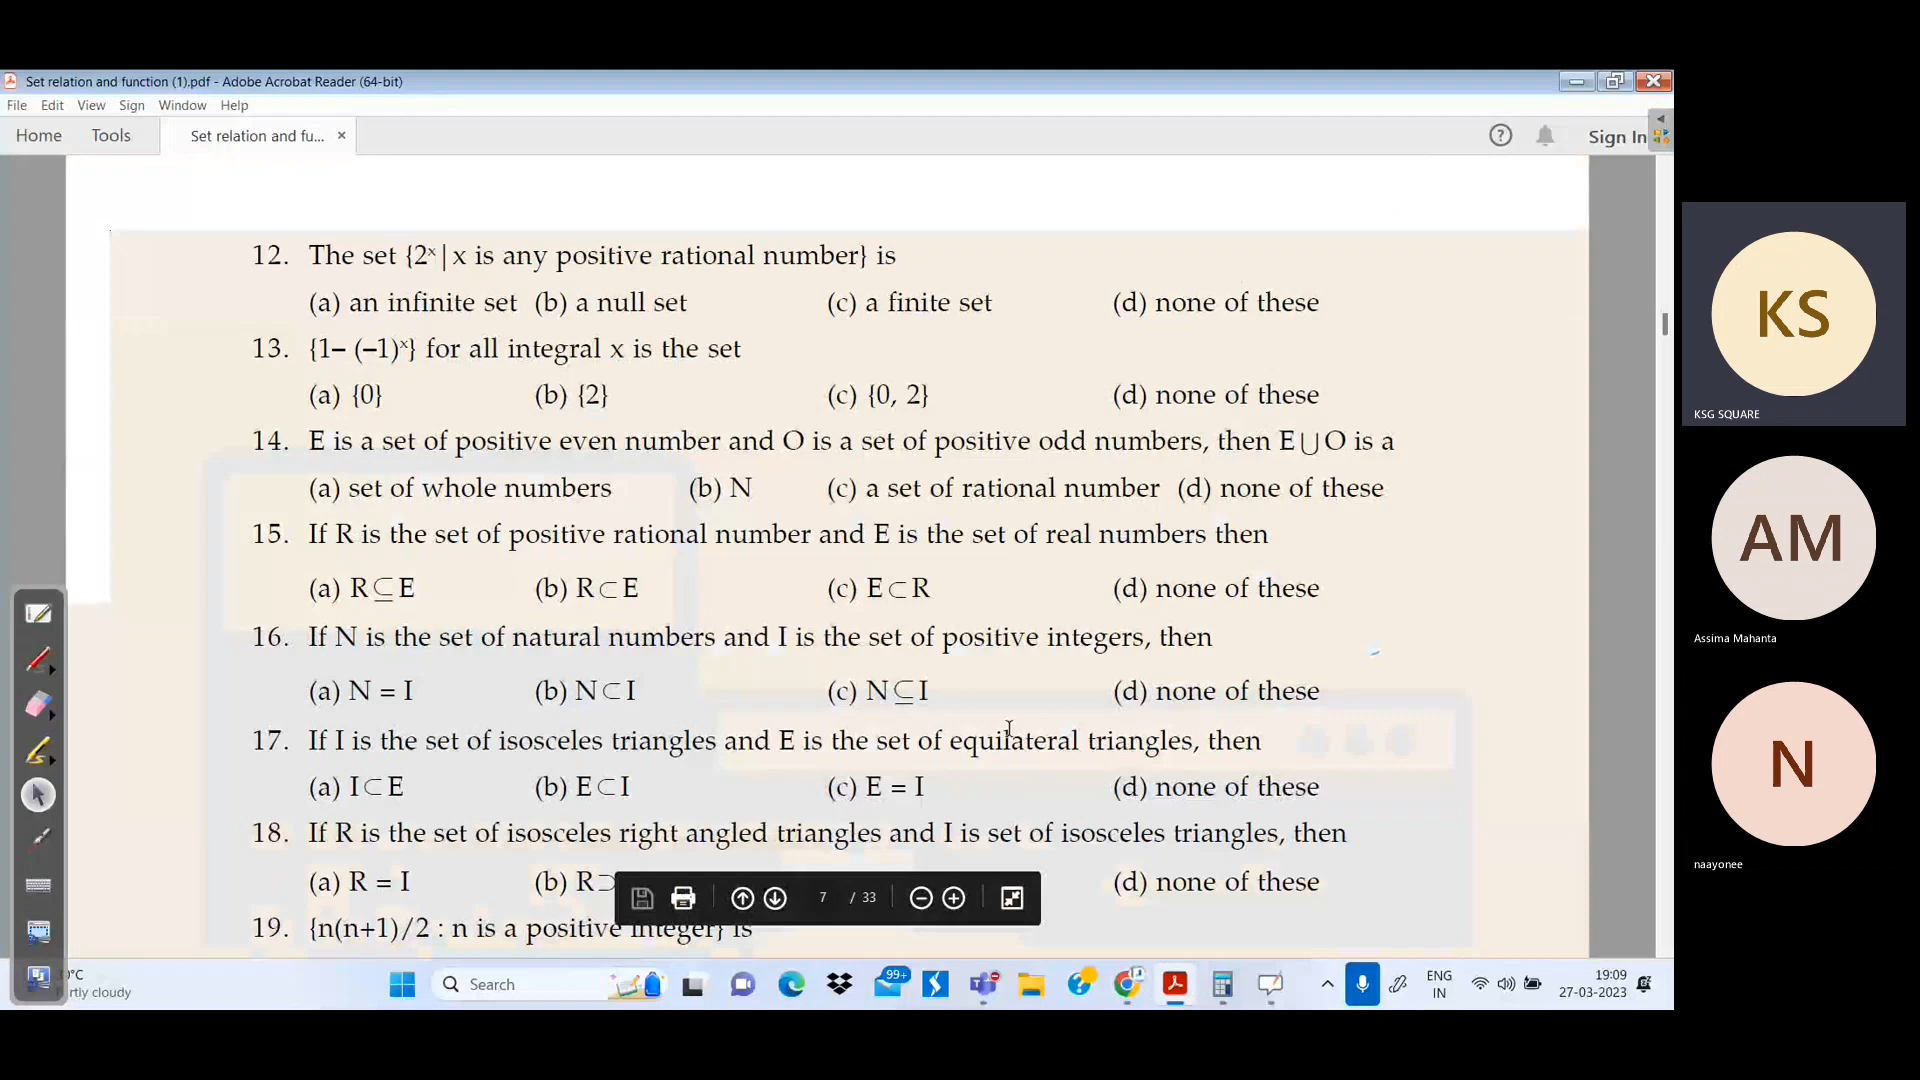 Set relation and function (1).pdf - Adobe Acrobat Reader (64-bit)
File Edit View Sign Window Help
Home Tools Set relation and fu... × Sign In
12. The set {2ˣ|x is any positive rational number} is
(a) an infinite set (b) a null set (c) a finite set (d) none of these
13. {1– (–1)ˣ} for all integral x is the set
(a) {0} (b) {2} (c) {0, 2} (d) none of these
14. E is a set of positive even number and O is a set of positive odd numbers, then E⋃O is a
(a) set of whole numbers (b) N (c) a set of rational number (d) none of these
15. If R is the set of positive rational number and E is the set of real numbers then
(a) R⊆E (b) R⊂E (c) E⊂R (d) none of these
16. If N is the set of natural numbers and I is the set of positive integers, then
(a) N = I (b) N⊂I (c) N⊆I (d) none of these
17. If I is the set of isosceles triangles and E is the set of equilateral triangles, then
(a) I⊂E (b) E⊂I (c) E = I (d) none of these
18. If R is the set of isosceles right angled triangles and I is set of isosceles triangles, then
(a) R = I (b) R⊃ (d) none of these
7 / 33
19. {n(n+1)/2 : n is a positive integer} is
°C
rtly cloudy
Search
99+
ENG
IN
19:09
27-03-2023
KS
KSG SQUARE
AM
Assima Mahanta
N
naayonee